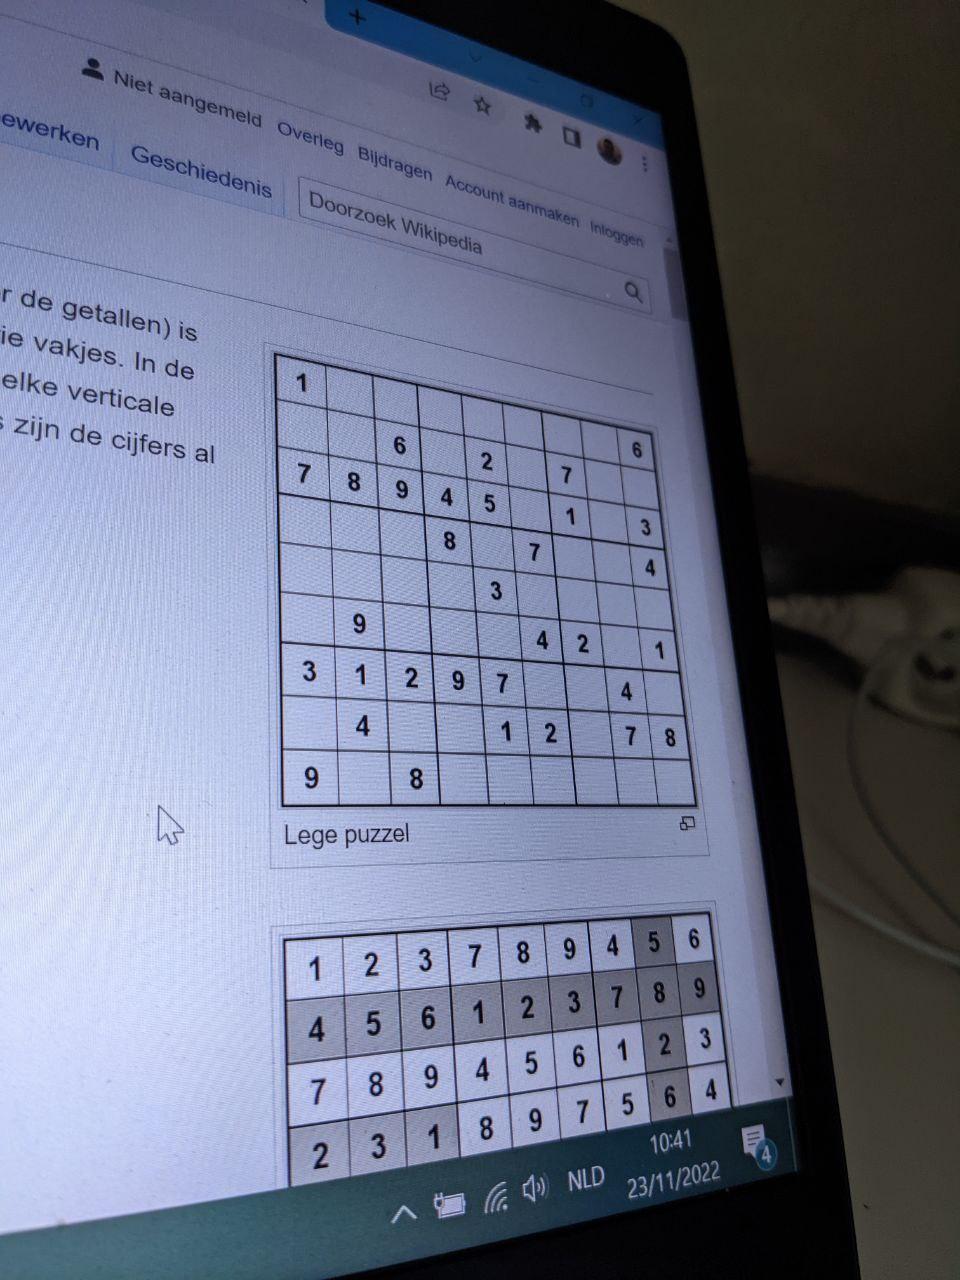 +
Niet aangemeld Overleg Bijdragen Account aanmaken Inloggen
ewerken Geschiedenis
Doorzoek Wikipedia
r de getallen) is
ie vakjes. In de
elke verticale
s zijn de cijfers al
1 6
6 2 7
7 8 9 4 5 1 3
8 7 4
3
9 4 2 1
3 1 2 9 7 4
4 1 2 7 8
9 8
Lege puzzel
1 2 3 7 8 9 4 5 6
4 5 6 1 2 3 7 8 9
7 8 9 4 5 6 1 2 3
2 3 1 8 9 7 5 6 4
NLD
10:41
23/11/2022
4